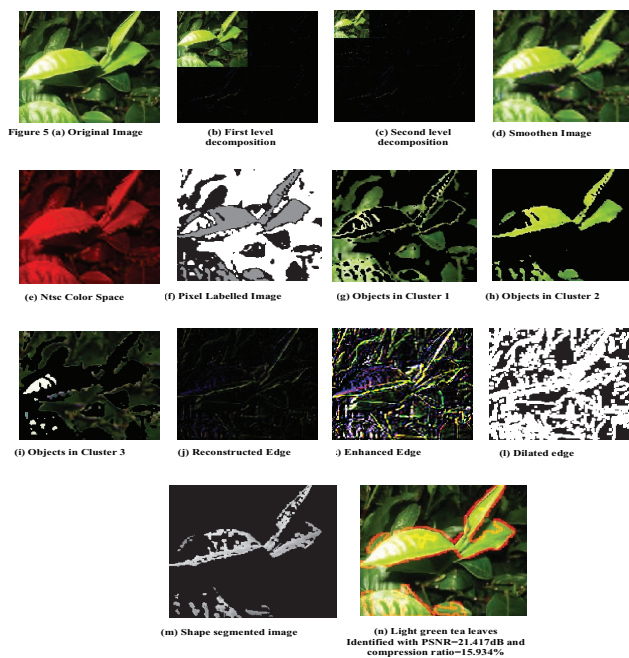 Figure 5 (a) Original Image
(b) First level
decomposition
(c) Second level
decomposition
(d) Smoothen Image
(e) Ntsc Color Space
(f) Pixel Labelled Image
(g) Objects in Cluster 1
(h) Objects in Cluster 2
(i) Objects in Cluster 3
(j) Reconstructed Edge
) Enhanced Edge
(l) Dilated edge
(m) Shape segmented image
(n) Light green tea leaves
Identified with PSNR=21.417dB and
compression ratio=15.934%